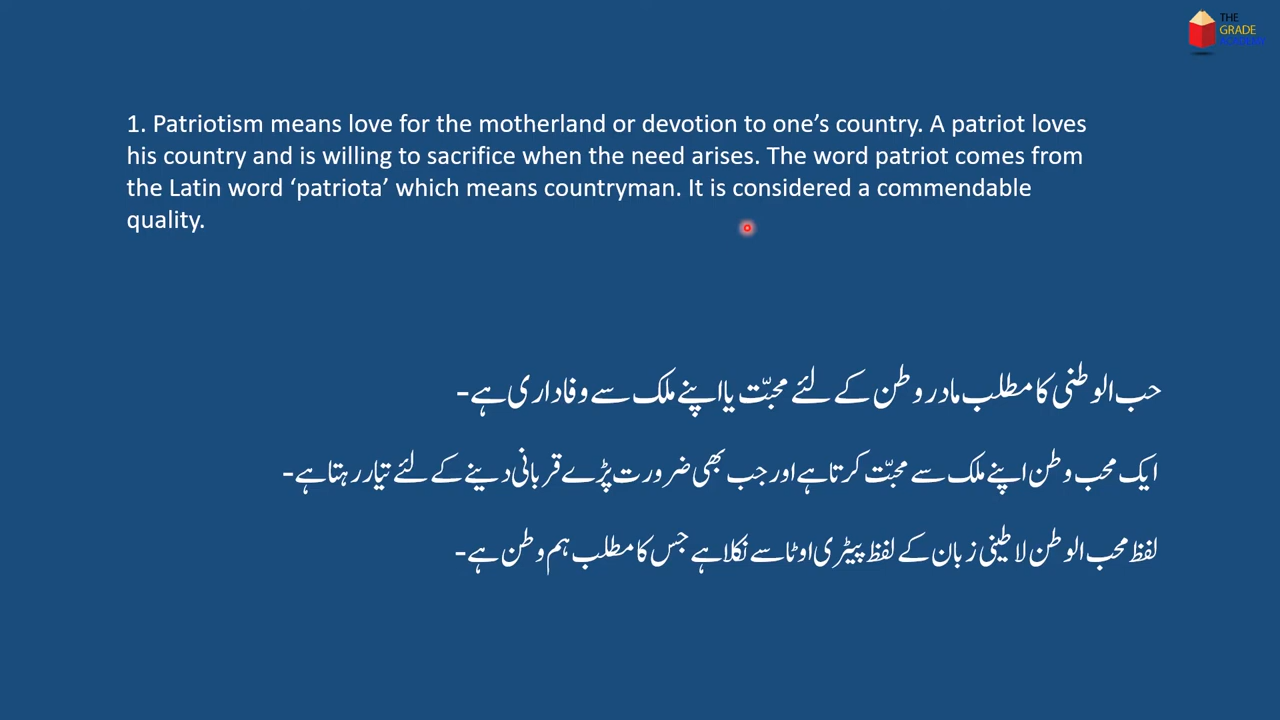 THE
GRADE
ACADEMY
1. Patriotism means love for the motherland or devotion to one’s country. A patriot loves
his country and is willing to sacrifice when the need arises. The word patriot comes from
the Latin word ‘patriota’ which means countryman. It is considered a commendable
quality.
حب الوطنی کا مطلب مادر وطن کے لئے محبّت یا اپنے ملک سے وفاداری ہے-
ایک محب وطن اپنے ملک سے محبّت کرتا ہے اور جب بھی ضرورت پڑے قربانی دینے کے لئے تیار رہتا ہے-
لفظ محب الوطن لاطینی زبان کے لفظ پیٹری اوٹا سے نکلا ہے جس کا مطلب ہم وطن ہے-